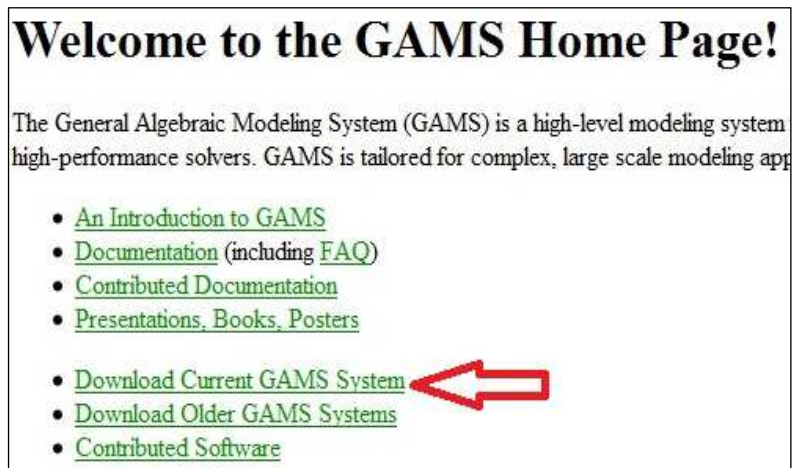 Welcome to the GAMS Home Page!
The General Algebraic Modeling System (GAMS) is a high-level modeling system
high-performance solvers. GAMS is tailored for complex, large scale modeling
An Introduction to GAMS
Documentation (including FAQ)
Contributed Documentation
Presentations, Books, Posters
Download Current GAMS System
Download Older GAMS Systems
Contributed Software